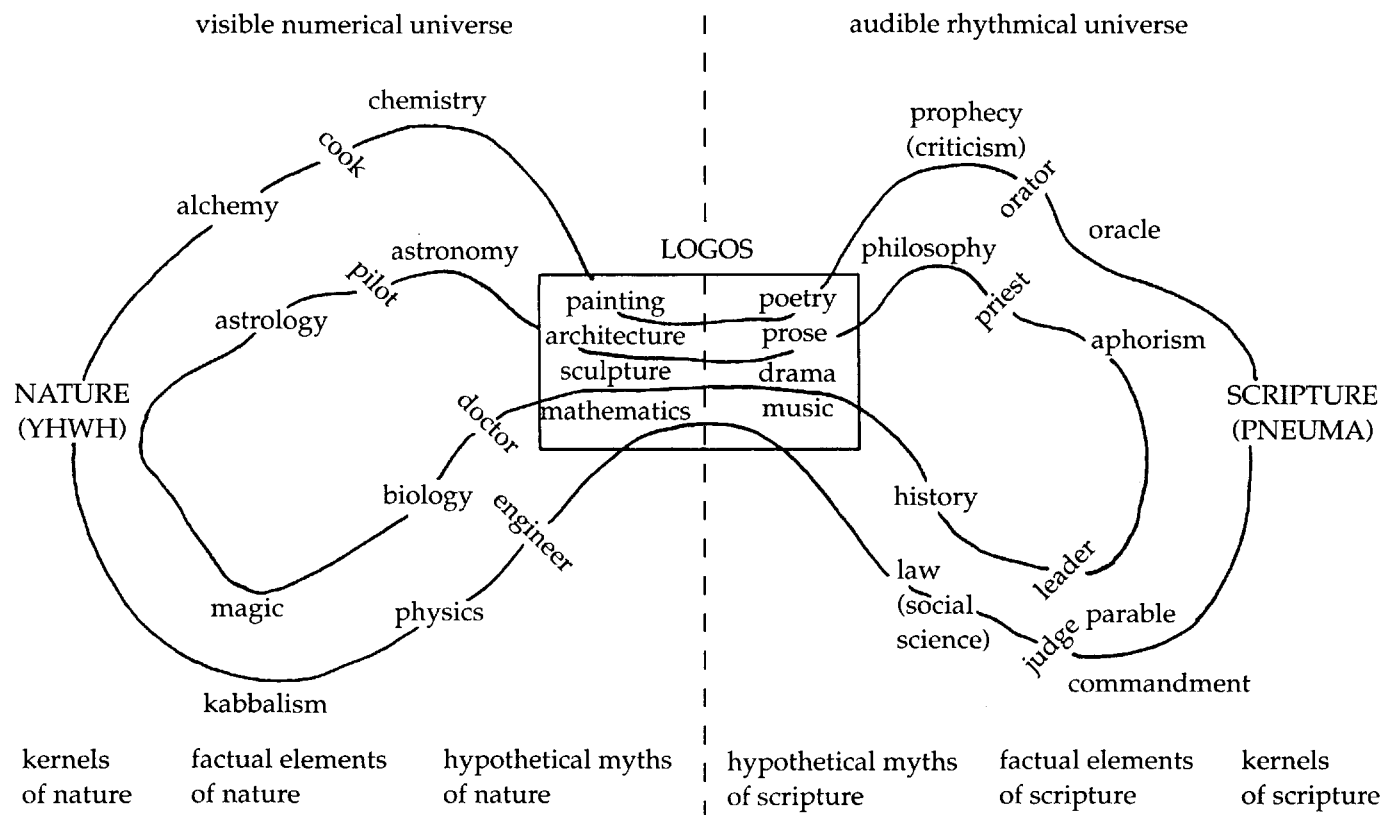 visible numerical universe
audible rhythmical universe
chemistry
cook
alchemy
astronomy
pilot
astrology
NATURE
(YHWH)
doctor
biology
engineer
magic
physics
kabbalism
LOGOS
painting
architecture
sculpture
mathematics
poetry
prose
drama
music
prophecy
(criticism)
orator
oracle
philosophy
priest
aphorism
SCRIPTURE
(PNEUMA)
history
leader
law
(social
science)
judge
parable
commandment
kernels
of nature
factual elements
of nature
hypothetical myths
of nature
hypothetical myths
of scripture
factual elements
of scripture
kernels
of scripture